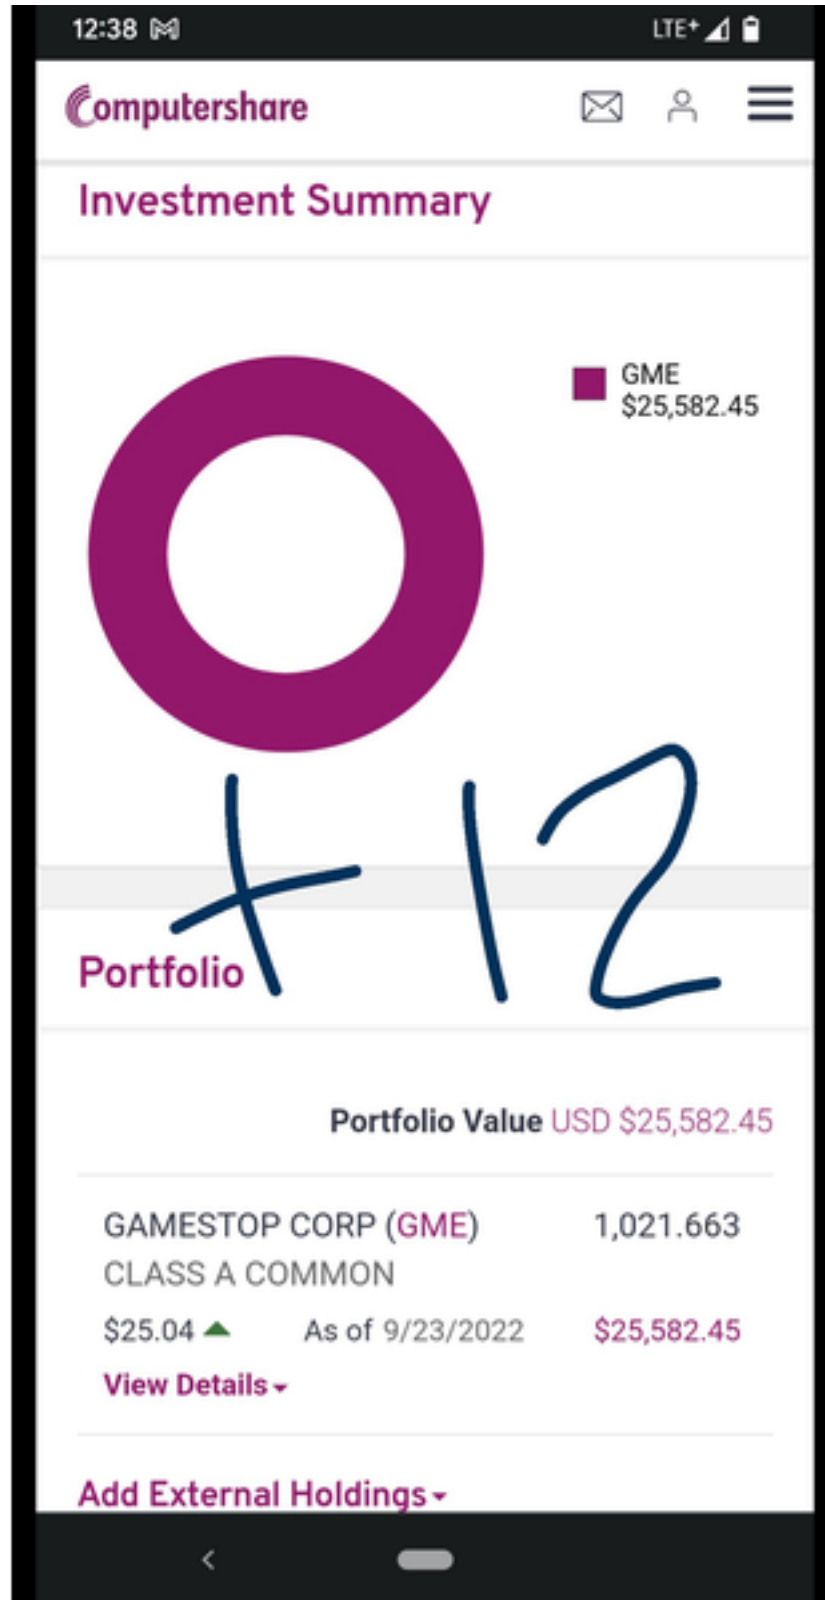 12:38 LTE+
Computershare
Investment Summary
GME
$25,582.45
+12
Portfolio
Portfolio Value USD $25,582.45
GAMESTOP CORP (GME) 1,021.663
CLASS A COMMON
$25.04 As of 9/23/2022 $25,582.45
View Details
Add External Holdings